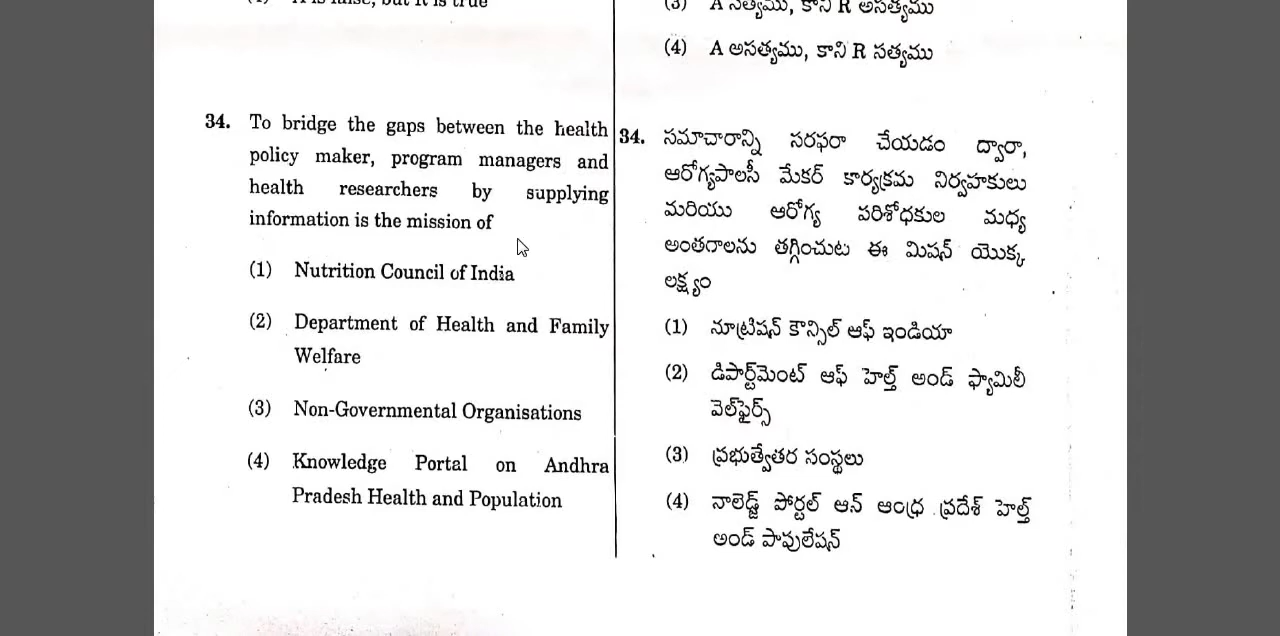 (3) A సత్యము, కాని R అసత్యము
(4) A అసత్యము, కాని R సత్యము
34. To bridge the gaps between the health
policy maker, program managers and
health researchers by supplying
information is the mission of
(1) Nutrition Council of India
(2) Department of Health and Family
Welfare
(3) Non-Governmental Organisations
(4) Knowledge Portal on Andhra
Pradesh Health and Population
34. సమాచారాన్ని సరఫరా చేయడం ద్వారా,
ఆరోగ్యపాలసీ మేకర్ కార్యక్రమ నిర్వహకులు
మరియు ఆరోగ్య పరిశోధకుల మధ్య
అంతగాలను తగ్గించుట ఈ మిషన్ యొక్క
లక్ష్యం
(1) నూట్రిషన్ కౌన్సిల్ ఆఫ్ ఇండియా
(2) డిపార్ట్‌మెంట్ ఆఫ్ హెల్త్ అండ్ ఫ్యామిలీ
వెల్‌ఫైర్స్
(3) ప్రభుత్వేతర సంస్థలు
(4) నాలెడ్జ్ పోర్టల్ ఆన్ ఆంధ్ర ప్రదేశ్ హెల్త్
అండ్ పాపులేషన్